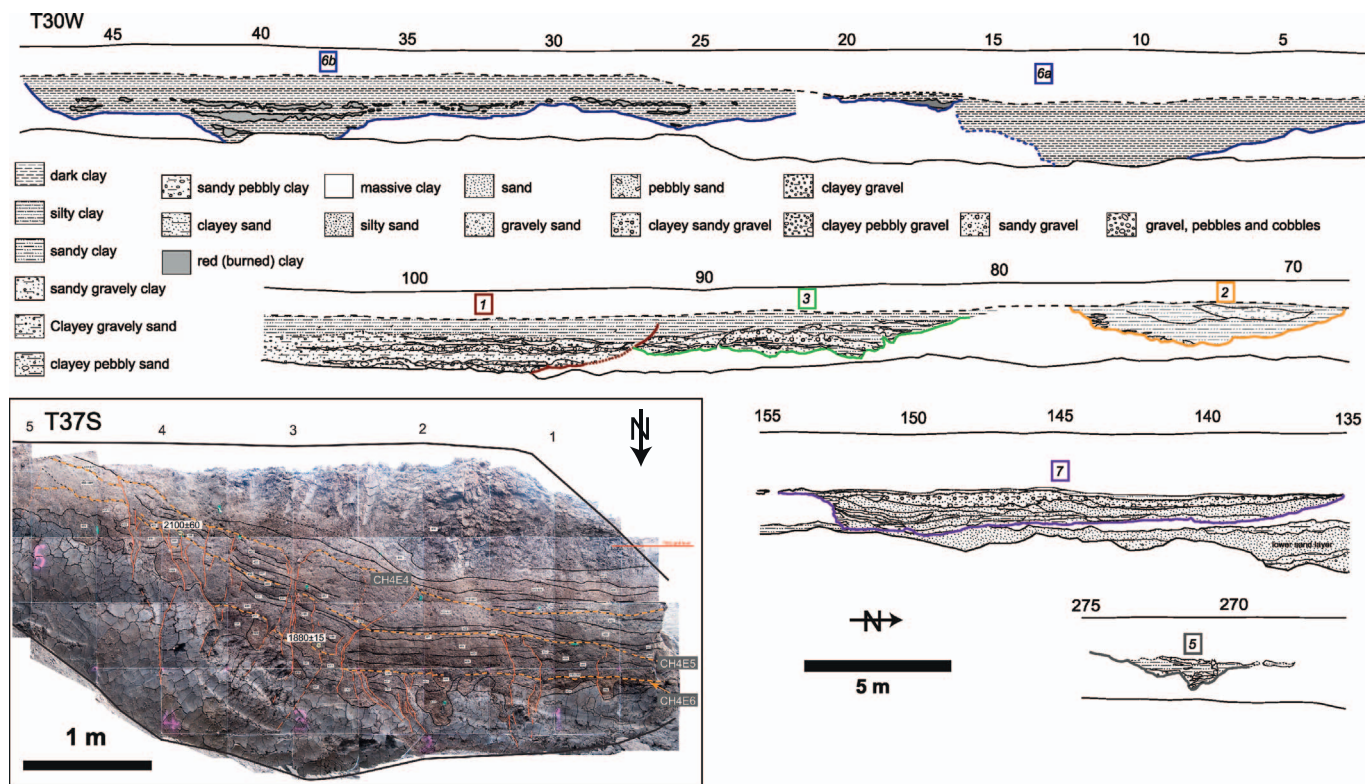 T30W
45 40 35 30 25 20 15 10 5
6b
6a
dark clay
silty clay
sandy clay
sandy gravely clay
Clayey gravely sand
clayey pebbly sand
sandy pebbly clay
massive clay
sand
pebbly sand
clayey gravel
clayey sand
silty sand
gravely sand
clayey sandy gravel
clayey pebbly gravel
sandy gravel
gravel, pebbles and cobbles
red (burned) clay
100 90 80 70
1
3
2
T37S
5 4 3 2 1
N
2100±60
CH4E4
1880±15
CH4E5
CH4E6
1 m
155 150 145 140 135
7
lower sand layer
N
5 m
275 270
5